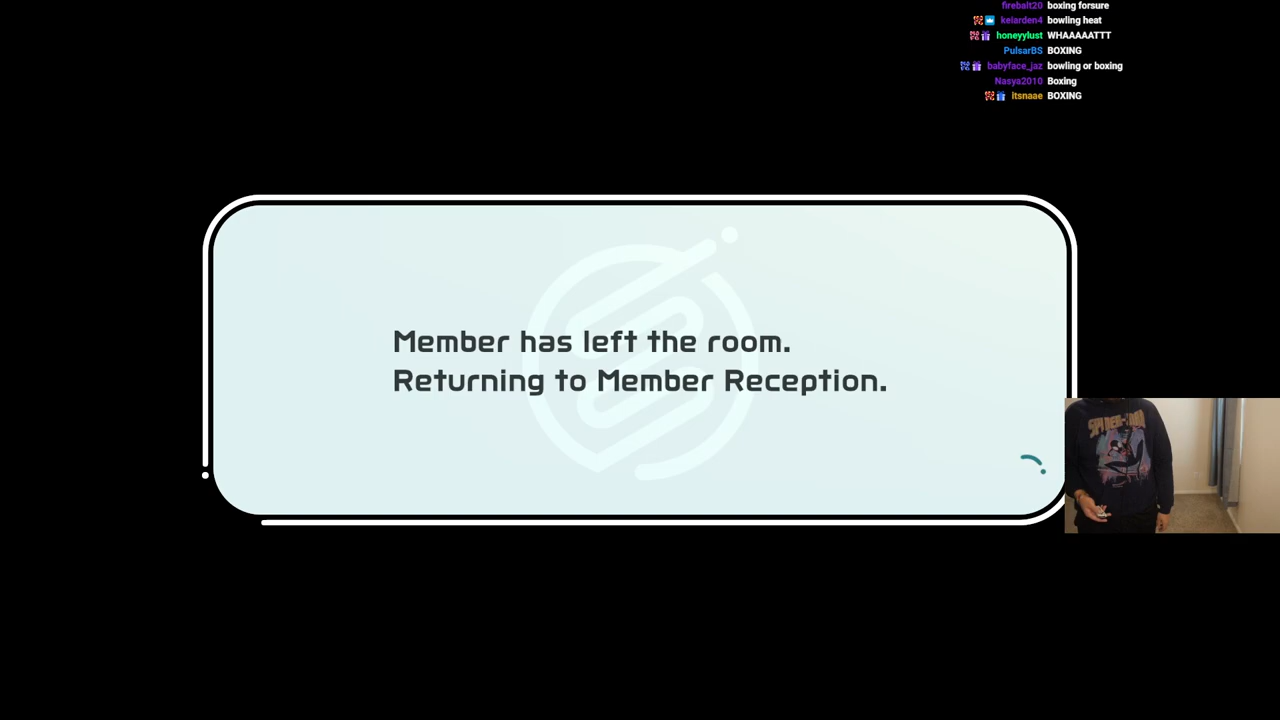 firebalt20 boxing forsure
keiarden4 bowling heat
honeyylust WHAAAAATTT
PulsarBS BOXING
babyface_jaz bowling or boxing
Nasya2010 Boxing
itsnaae BOXING
Member has left the room.
Returning to Member Reception.